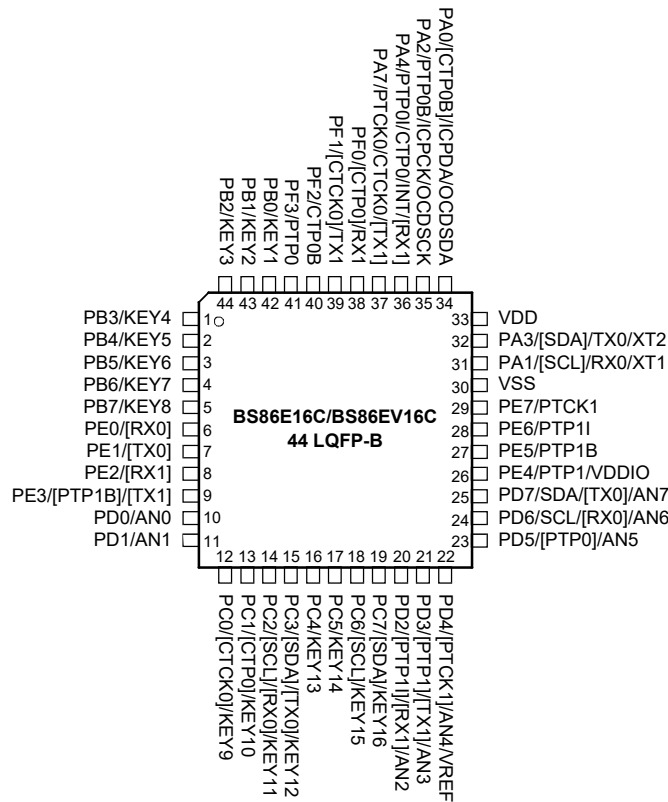 PB2/KEY3
PB1/KEY2
PB0/KEY1
PF3/PTP0
PF2/CTP0B
PF1/[CTCK0]/TX1
PF0/[CTP0]/RX1
PA7/PTCK0/CTCK0/[TX1]
PA4/PTP0I/CTP0/INT/[RX1]
PA2/PTP0B/ICPCK/OCDSCK
PA0/[CTP0B]/ICPDA/OCDSDA
44 43 42 41 40 39 38 37 36 35 34
PB3/KEY4 1
PB4/KEY5 2
PB5/KEY6 3
PB6/KEY7 4
PB7/KEY8 5
PE0/[RX0] 6
PE1/[TX0] 7
PE2/[RX1] 8
PE3/[PTP1B]/[TX1] 9
PD0/AN0 10
PD1/AN1 11
BS86E16C/BS86EV16C
44 LQFP-B
33 VDD
32 PA3/[SDA]/TX0/XT2
31 PA1/[SCL]/RX0/XT1
30 VSS
29 PE7/PTCK1
28 PE6/PTP1I
27 PE5/PTP1B
26 PE4/PTP1/VDDIO
25 PD7/SDA/[TX0]/AN7
24 PD6/SCL/[RX0]/AN6
23 PD5/[PTP0]/AN5
12 13 14 15 16 17 18 19 20 21 22
PC0/[CTCK0]/KEY9
PC1/[CTP0]/KEY10
PC2/[SCL]/[RX0]/KEY11
PC3/[SDA]/[TX0]/KEY12
PC4/KEY13
PC5/KEY14
PC6/[SCL]/KEY15
PC7/[SDA]/KEY16
PD2/[PTP1I]/[RX1]/AN2
PD3/[PTP1]/[TX1]/AN3
PD4/[PTCK1]/AN4/VREF